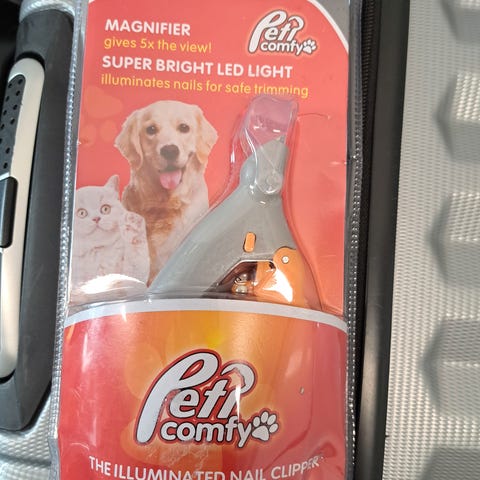 MAGNIFIER
gives 5x the view!
SUPER BRIGHT LED LIGHT
illuminates nails for safe trimming
Peti
comfy
Peti
comfy
THE ILLUMINATED NAIL CLIPPER